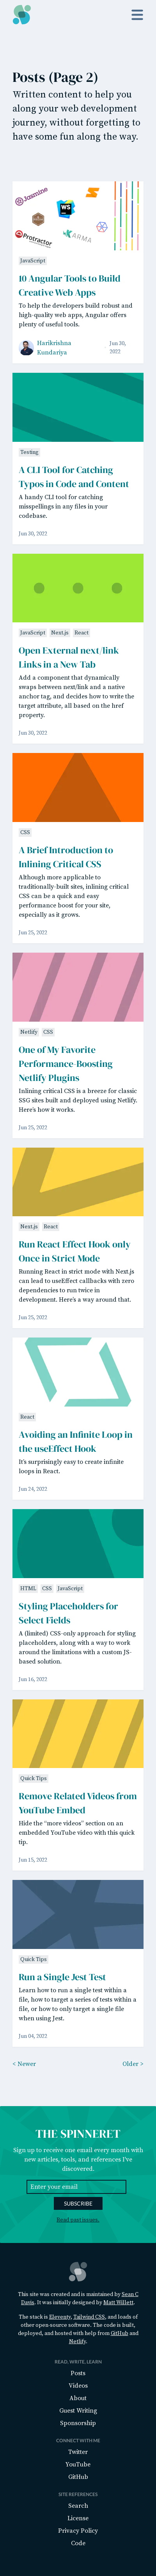 Posts (Page 2)
Written content to help you
along your web development
journey, without forgetting to
have some fun along the way.
Jasmine
WS
Protractor
KARMA
JavaScript
10 Angular Tools to Build
Creative Web Apps
To help the developers build robust and
high-quality web apps, Angular offers
plenty of useful tools.
Harikrishna
Kundariya
Jun 30,
2022
Testing
A CLI Tool for Catching
Typos in Code and Content
A handy CLI tool for catching
misspellings in any files in your
codebase.
Jun 30, 2022
JavaScript Next.js React
Open External next/link
Links in a New Tab
Add a component that dynamically
swaps between next/link and a native
anchor tag, and decides how to write the
target attribute, all based on the href
property.
Jun 30, 2022
CSS
A Brief Introduction to
Inlining Critical CSS
Although more applicable to
traditionally-built sites, inlining critical
CSS can be a quick and easy
performance boost for your site,
especially as it grows.
Jun 25, 2022
Netlify CSS
One of My Favorite
Performance-Boosting
Netlify Plugins
Inlining critical CSS is a breeze for classic
SSG sites built and deployed using Netlify.
Here's how it works.
Jun 25, 2022
Next.js React
Run React Effect Hook only
Once in Strict Mode
Running React in strict mode with Next.js
can lead to useEffect callbacks with zero
dependencies to run twice in
development. Here's a way around that.
Jun 25, 2022
React
Avoiding an Infinite Loop in
the useEffect Hook
It's surprisingly easy to create infinite
loops in React.
Jun 24, 2022
HTML CSS JavaScript
Styling Placeholders for
Select Fields
A (limited) CSS-only approach for styling
placeholders, along with a way to work
around the limitations with a custom JS-
based solution.
Jun 16, 2022
Quick Tips
Remove Related Videos from
YouTube Embed
Hide the "more videos" section on an
embedded YouTube video with this quick
tip.
Jun 15, 2022
Quick Tips
Run a Single Jest Test
Learn how to run a single test within a
file, how to target a series of tests within a
file, or how to only target a single file
when using Jest.
Jun 04, 2022
< Newer Older >
THE SPINNERET
Sign up to receive one email every month with
new articles, tools, and references I've
discovered.
Enter your email
SUBSCRIBE
Read past issues.
This site was created and is maintained by Sean C
Davis. It was initially designed by Matt Willett.
The stack is Eleventy, Tailwind CSS, and loads of
other open-source software. The code is built,
deployed, and hosted with help from GitHub and
Netlify.
READ, WRITE, LEARN
Posts
Videos
About
Guest Writing
Sponsorship
CONNECT WITH ME
Twitter
YouTube
GitHub
SITE REFERENCES
Search
License
Privacy Policy
Code